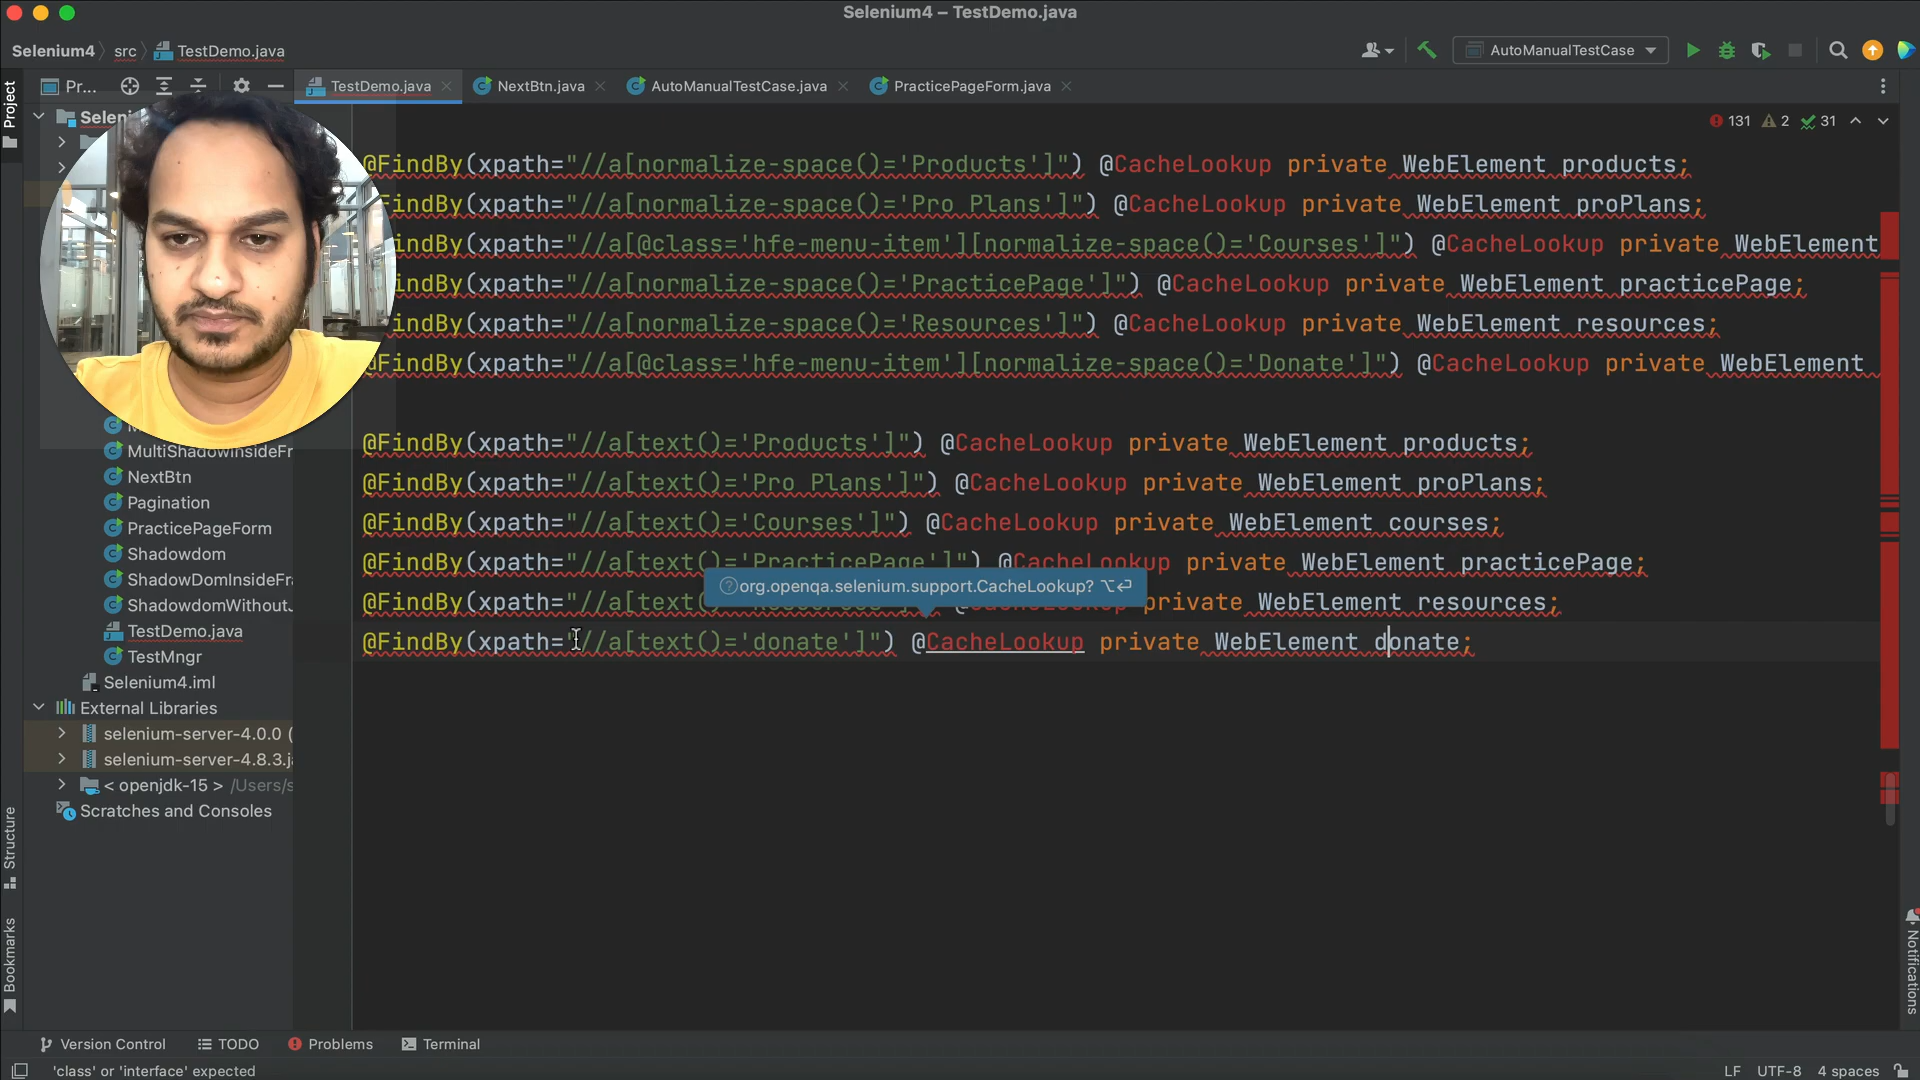 Selenium4 – TestDemo.java
Selenium4 src TestDemo.java
AutoManualTestCase
Project
Pr...
TestDemo.java
NextBtn.java
AutoManualTestCase.java
PracticePageForm.java
131 2 31
@FindBy(xpath="//a[normalize-space()='Products']") @CacheLookup private WebElement products;
FindBy(xpath="//a[normalize-space()='Pro Plans']") @CacheLookup private WebElement proPlans;
indBy(xpath="//a[@class='hfe-menu-item'][normalize-space()='Courses']") @CacheLookup private WebElement
indBy(xpath="//a[normalize-space()='PracticePage']") @CacheLookup private WebElement practicePage;
indBy(xpath="//a[normalize-space()='Resources']") @CacheLookup private WebElement resources;
@FindBy(xpath="//a[@class='hfe-menu-item'][normalize-space()='Donate']") @CacheLookup private WebElement
@FindBy(xpath="//a[text()='Products']") @CacheLookup private WebElement products;
@FindBy(xpath="//a[text()='Pro Plans']") @CacheLookup private WebElement proPlans;
@FindBy(xpath="//a[text()='Courses']") @CacheLookup private WebElement courses;
@FindBy(xpath="//a[text()='PracticePage']") @CacheLookup private WebElement practicePage;
org.openqa.selenium.support.CacheLookup? ⌥⏎
@FindBy(xpath="//a[text()='Resources']") @CacheLookup private WebElement resources;
@FindBy(xpath="//a[text()='donate']") @CacheLookup private WebElement donate;
Seleni
MultiShadowInsideFr
NextBtn
Pagination
PracticePageForm
Shadowdom
ShadowDomInsideFra
ShadowdomWithoutJ
TestDemo.java
TestMngr
Selenium4.iml
External Libraries
selenium-server-4.0.0 (
selenium-server-4.8.3.ja
< openjdk-15 > /Users/s
Scratches and Consoles
Structure
Bookmarks
Notifications
Version Control
TODO
Problems
Terminal
'class' or 'interface' expected
LF UTF-8 4 spaces